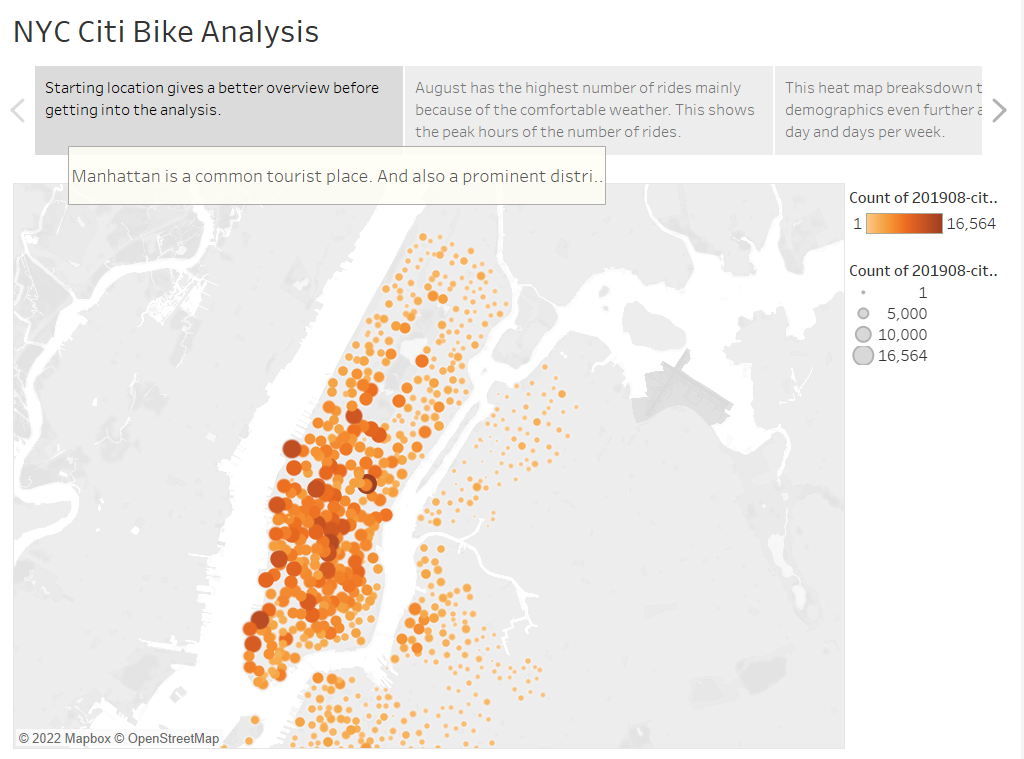 NYC Citi Bike Analysis
Starting location gives a better overview before
getting into the analysis.
August has the highest number of rides mainly
because of the comfortable weather. This shows
the peak hours of the number of rides.
This heat map breaksdown t
demographics even further a
day and days per week.
Manhattan is a common tourist place. And also a prominent distri..
Count of 201908-cit..
1 16,564
Count of 201908-cit..
1
5,000
10,000
16,564
© 2022 Mapbox © OpenStreetMap